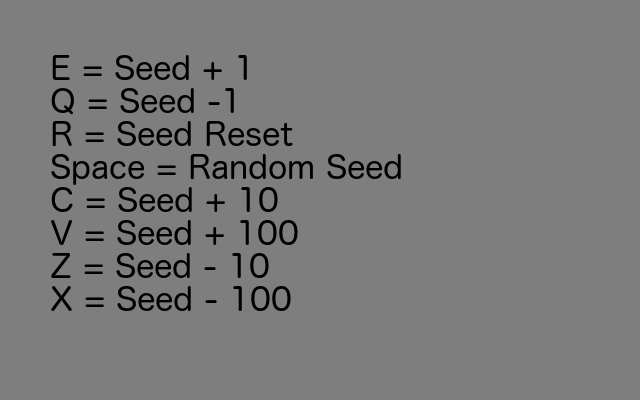 E = Seed + 1
Q = Seed -1
R = Seed Reset
Space = Random Seed
C = Seed + 10
V = Seed + 100
Z = Seed - 10
X = Seed - 100